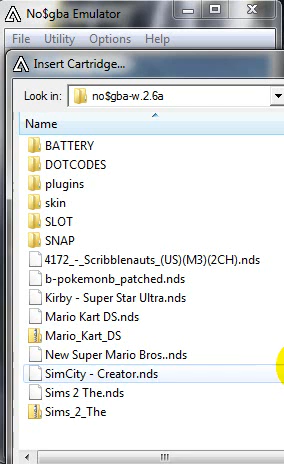 No$gba Emulator
File Utility Options Help
Insert Cartridge...
Look in: no$gba-w.2.6a
Name
BATTERY
DOTCODES
plugins
skin
SLOT
SNAP
4172_-_Scribblenauts_(US)(M3)(2CH).nds
b-pokemonb_patched.nds
Kirby - Super Star Ultra.nds
Mario Kart DS.nds
Mario_Kart_DS
New Super Mario Bros..nds
SimCity - Creator.nds
Sims 2 The.nds
Sims_2_The